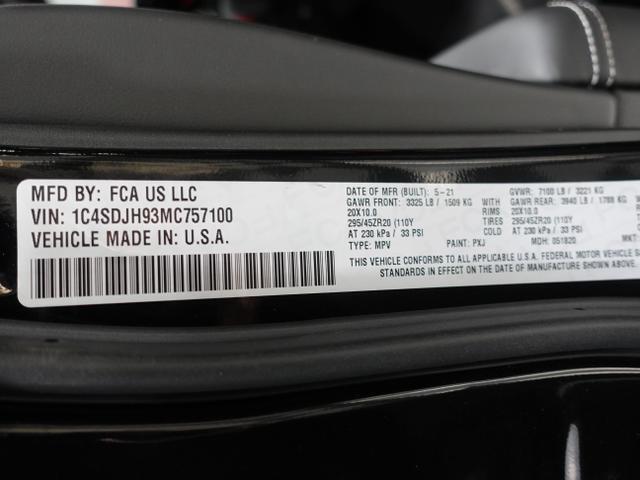 MFD BY: FCA US LLC
VIN: 1C4SDJH93MC757100
VEHICLE MADE IN: U.S.A.
DATE OF MFR (BUILT): 5-21 GVWR: 7100 LB / 3221 KG
GAWR FRONT: 3325 LB / 1509 KG GAWR REAR: 3940 LB / 1788 KG
20X10.0 RIMS 20X10.0
295/45ZR20 (110Y TIRES 295/45ZR20 (110Y
AT 230 kPa / 33 PSI COLD AT 230 kPa / 33 PSI
TYPE: MPV PAINT: PXJ MDH: 051820 MKT:
THIS VEHICLE CONFORMS TO ALL APPLICABLE U.S.A. FEDERAL MOTOR VEHICLE
STANDARDS IN EFFECT ON THE DATE OF MANUFACTURE SHOWN